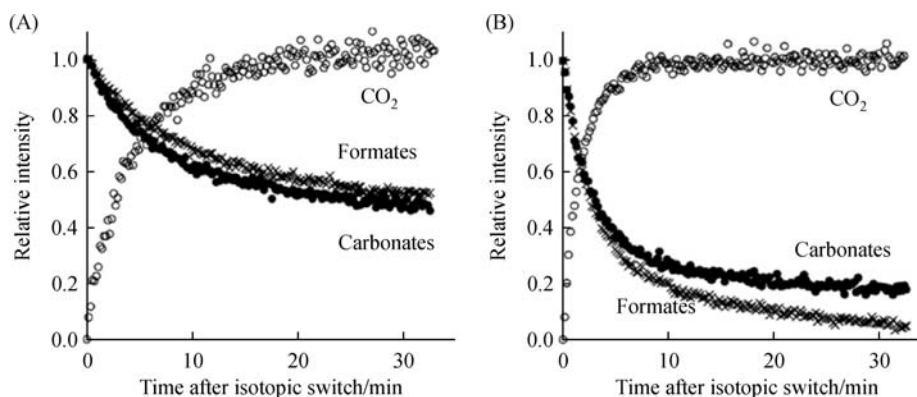 (A)
Relative intensity
1.0
0.8
0.6
0.4
0.2
0.0
CO₂
Formates
Carbonates
0
10
20
30
Time after isotopic switch/min
(B)
Relative intensity
1.0
0.8
0.6
0.4
0.2
0.0
CO₂
Carbonates
Formates
0
10
20
30
Time after isotopic switch/min